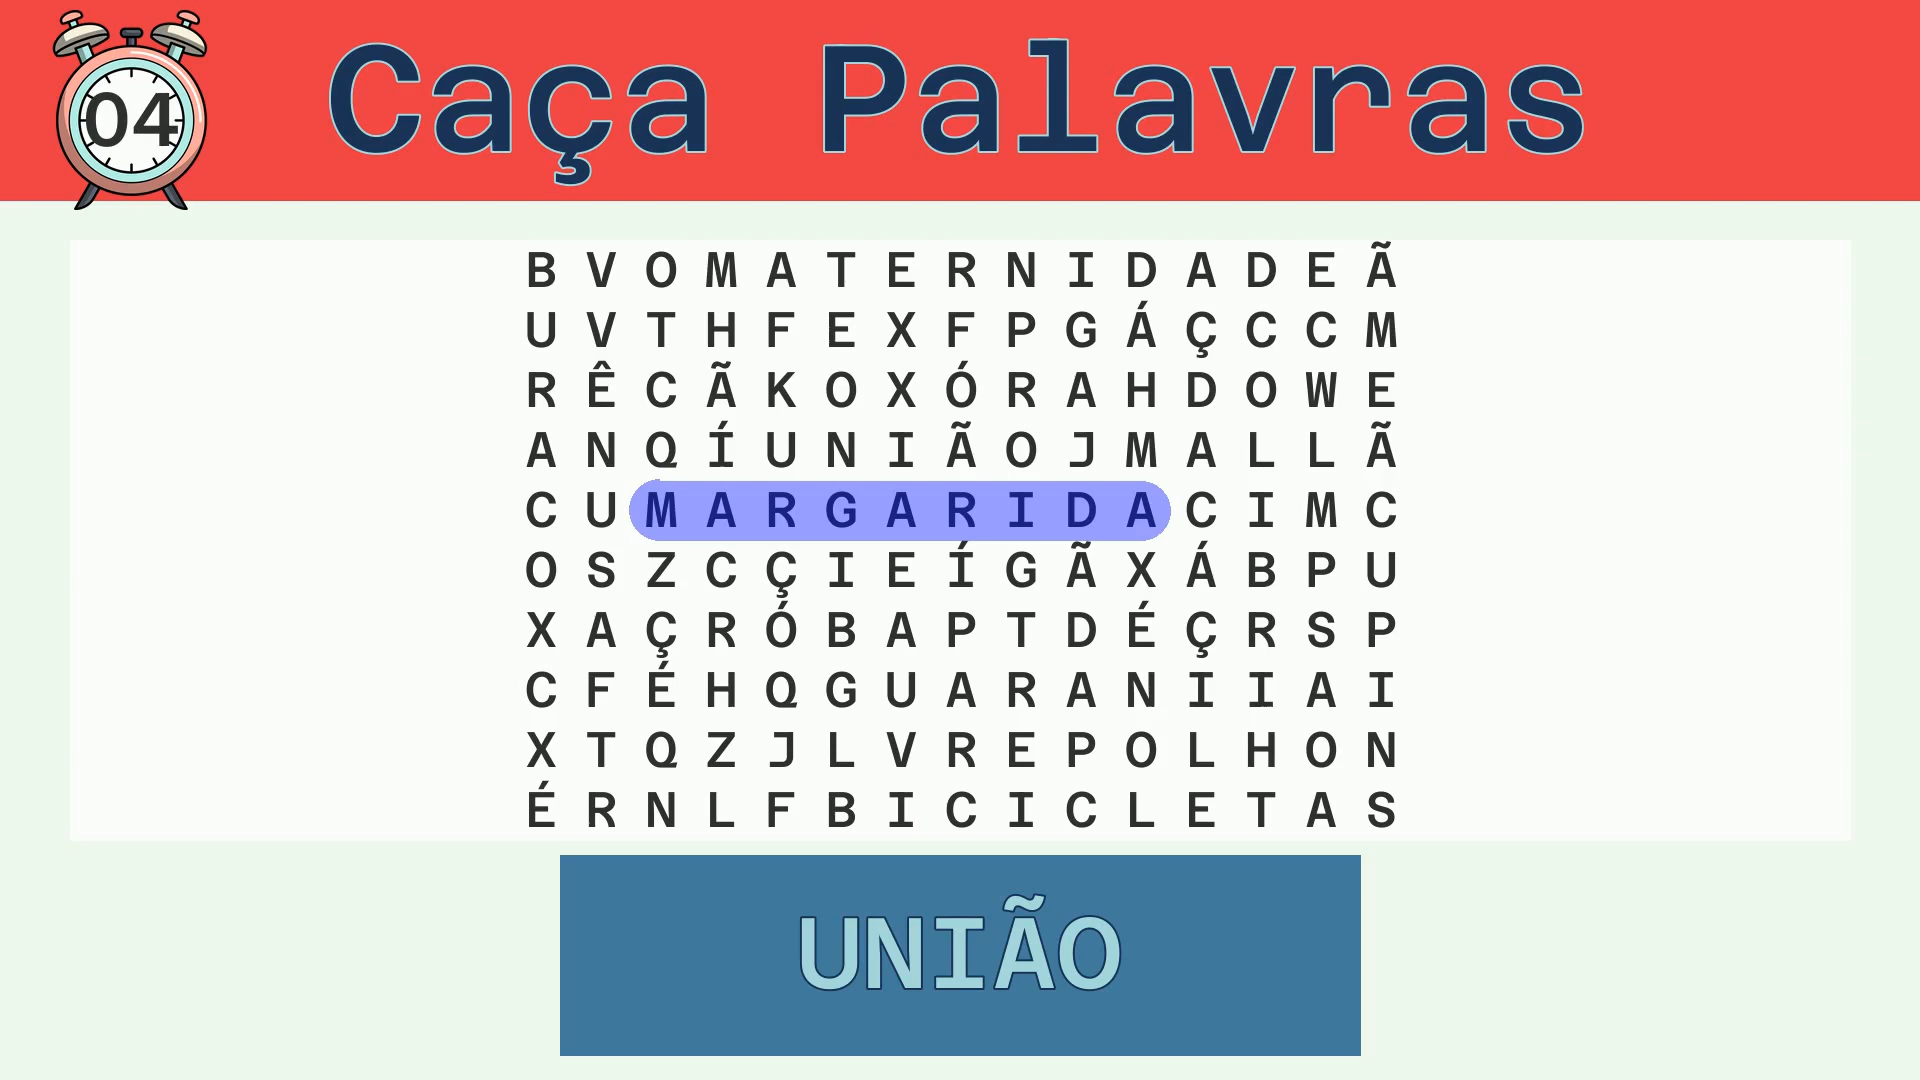 04
Caça Palavras
B V O M A T E R N I D A D E Ã
U V T H F E X F P G Á Ç C C M
R Ê C Ã K O X Ó R A H D O W E
A N Q Í U N I Ã O J M A L L Ã
C U M A R G A R I D A C I M C
O S Z C Ç I E Í G Ã X Á B P U
X A Ç R Ó B A P T D É Ç R S P
C F É H Q G U A R A N I I A I
X T Q Z J L V R E P O L H O N
É R N L F B I C I C L E T A S
UNIÃO